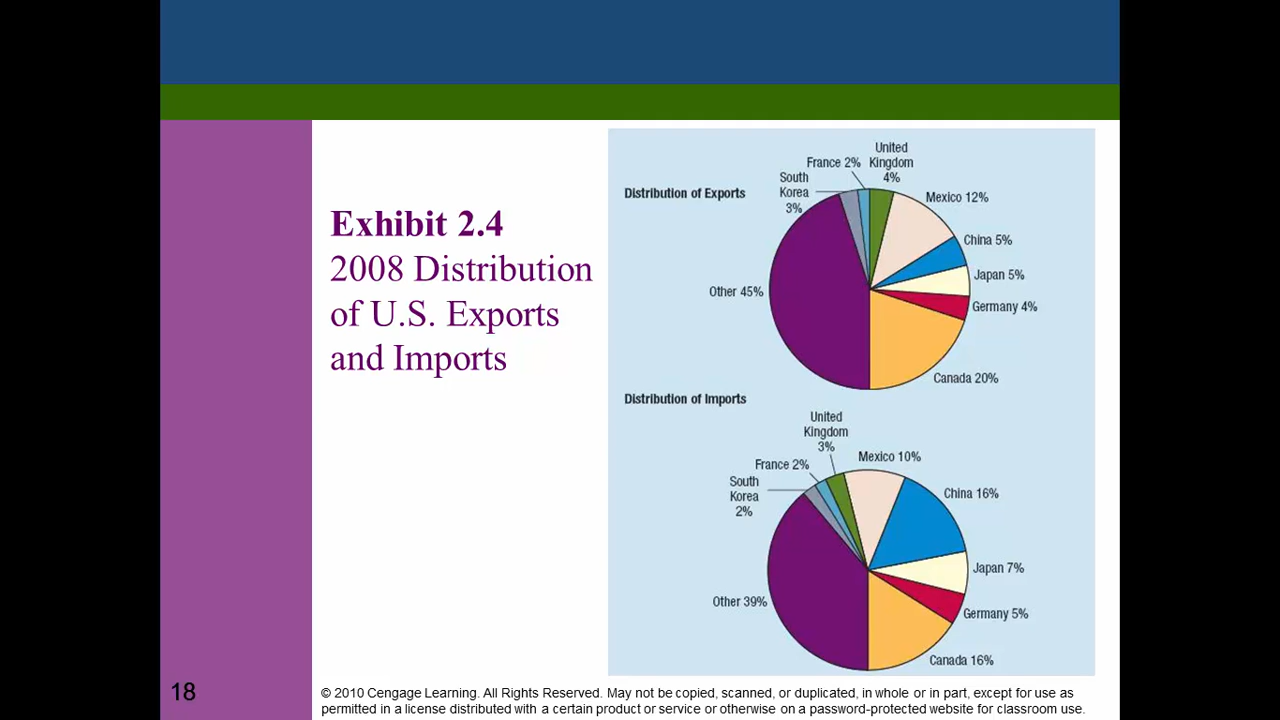 Exhibit 2.4
2008 Distribution
of U.S. Exports
and Imports
Distribution of Exports
United
Kingdom
4%
France 2%
South
Korea
3%
Mexico 12%
China 5%
Japan 5%
Germany 4%
Canada 20%
Other 45%
Distribution of Imports
United
Kingdom
3%
France 2%
South
Korea
2%
Mexico 10%
China 16%
Japan 7%
Germany 5%
Canada 16%
Other 39%
18
© 2010 Cengage Learning. All Rights Reserved. May not be copied, scanned, or duplicated, in whole or in part, except for use as
permitted in a license distributed with a certain product or service or otherwise on a password-protected website for classroom use.